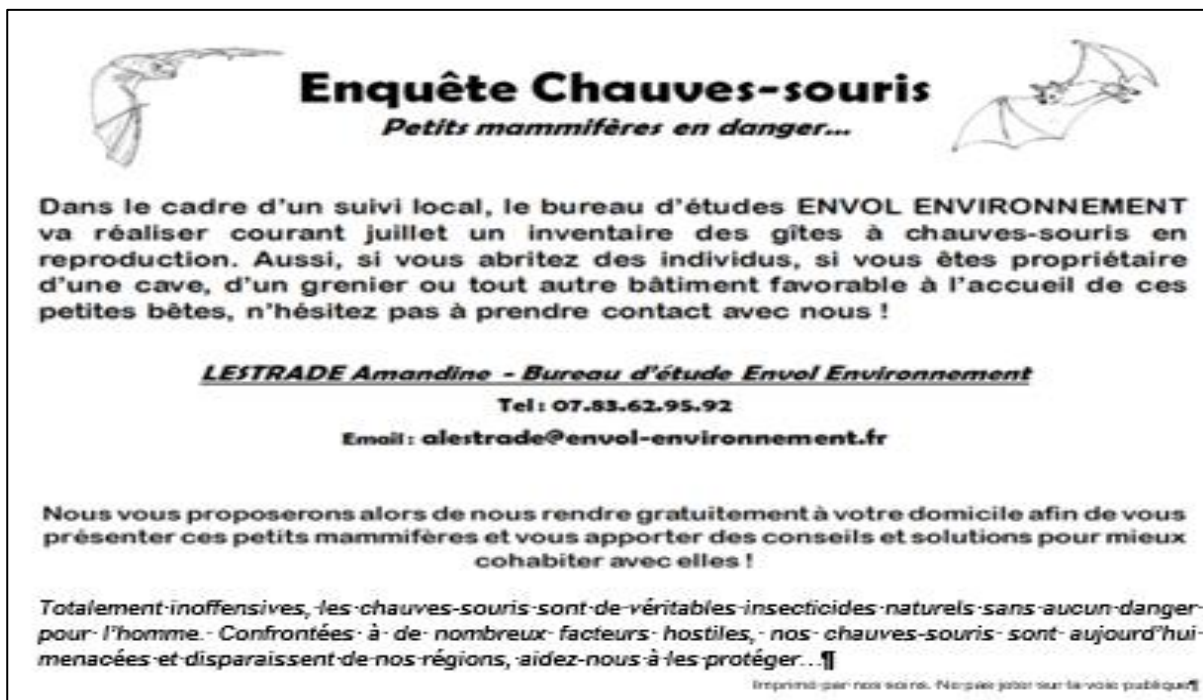 Enquête Chauves-souris
Petits mammifères en danger...
Dans le cadre d'un suivi local, le bureau d'études ENVOL ENVIRONNEMENT
va réaliser courant juillet un inventaire des gîtes à chauves-souris en
reproduction. Aussi, si vous abritez des individus, si vous êtes propriétaire
d'une cave, d'un grenier ou tout autre bâtiment favorable à l'accueil de ces
petites bêtes, n'hésitez pas à prendre contact avec nous !
LESTRADE Amandine - Bureau d'étude Envol Environnement
Tel : 07.83.62.95.92
Email : alestrade@envol-environnement.fr
Nous vous proposerons alors de nous rendre gratuitement à votre domicile afin de vous
présenter ces petits mammifères et vous apporter des conseils et solutions pour mieux
cohabiter avec elles !
Totalement·inoffensives,·les·chauves-souris·sont·de·véritables·insecticides·naturels·sans·aucun·danger·
pour·l'homme.·Confrontées·à·de·nombreux·facteurs·hostiles,·nos·chauves-souris·sont·aujourd'hui·
menacées·et·disparaissent·de·nos·régions,·aidez-nous·à·les·protéger...¶
Imprimé·par·nos·soins.·Ne·pas·jeter·sur·la·voie·publique¶